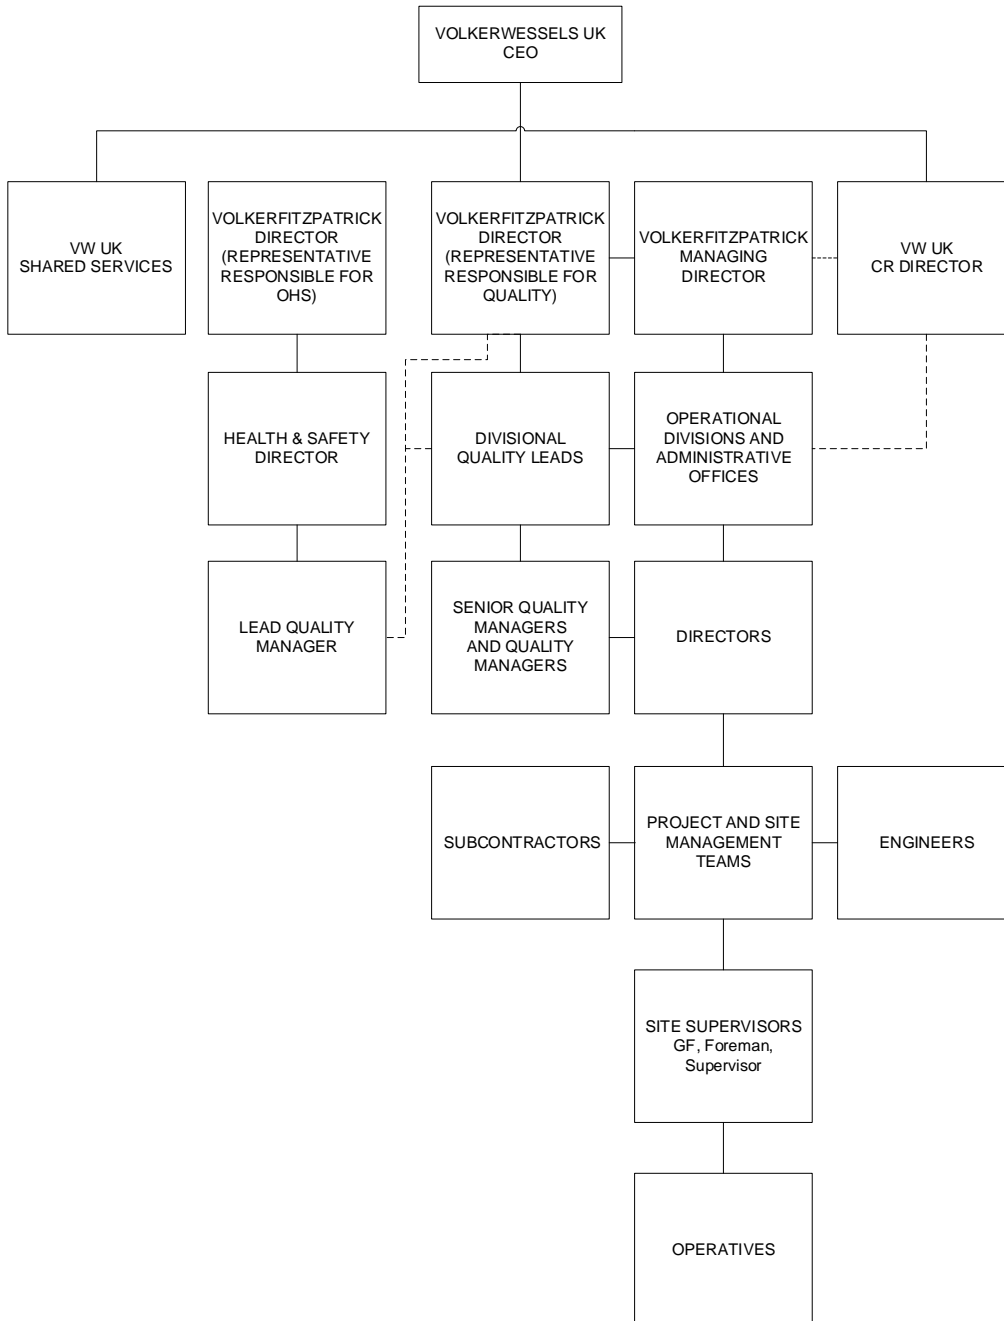 VOLKERWESSELS UK
CEO
VW UK
SHARED SERVICES
VOLKERFITZPATRICK
DIRECTOR
(REPRESENTATIVE
RESPONSIBLE FOR
OHS)
VOLKERFITZPATRICK
DIRECTOR
(REPRESENTATIVE
RESPONSIBLE FOR
QUALITY)
VOLKERFITZPATRICK
MANAGING
DIRECTOR
VW UK
CR DIRECTOR
HEALTH & SAFETY
DIRECTOR
DIVISIONAL
QUALITY LEADS
OPERATIONAL
DIVISIONS AND
ADMINISTRATIVE
OFFICES
LEAD QUALITY
MANAGER
SENIOR QUALITY
MANAGERS
AND QUALITY
MANAGERS
DIRECTORS
SUBCONTRACTORS
PROJECT AND SITE
MANAGEMENT
TEAMS
ENGINEERS
SITE SUPERVISORS
GF, Foreman,
Supervisor
OPERATIVES